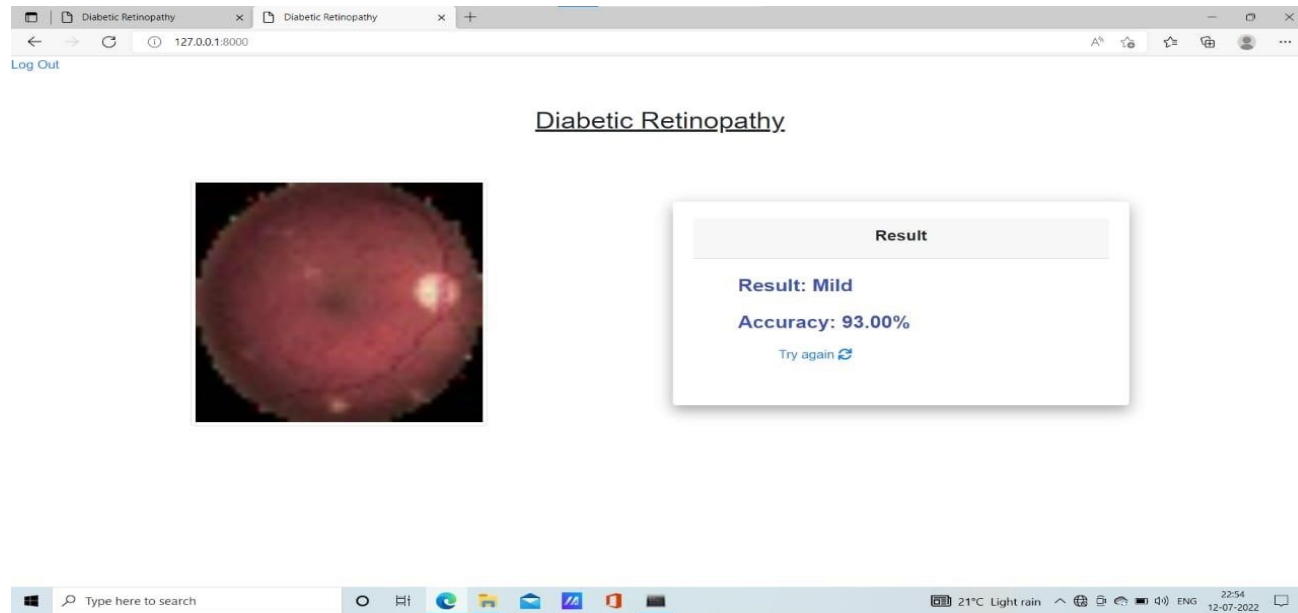 Diabetic Retinopathy
Diabetic Retinopathy
127.0.0.1:8000
Log Out
Diabetic Retinopathy
Result
Result: Mild
Accuracy: 93.00%
Try again
Type here to search
21°C Light rain
ENG
22:54
12-07-2022